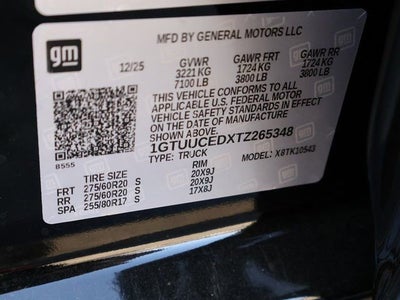 gm
MFD BY GENERAL MOTORS LLC
12/25 GVWR GAWR FRT GAWR RR
3221 KG 1724 KG 1724 KG
7100 LB 3800 LB 3800 LB
THIS VEHICLE CONFORMS TO ALL
APPLICABLE U.S. FEDERAL MOTOR
VEHICLE SAFETY STANDARDS IN EFFECT
ON THE DATE OF MANUFACTURE
SHOWN ABOVE.
1GTUUCEDXTZ265348
TYPE: TRUCK MODEL: X8TK10543
B555
TIRE SIZE RIM
FRT 275/60R20 S 20X9J
RR 275/60R20 S 20X9J
SPA 255/80R17 S 17X8J